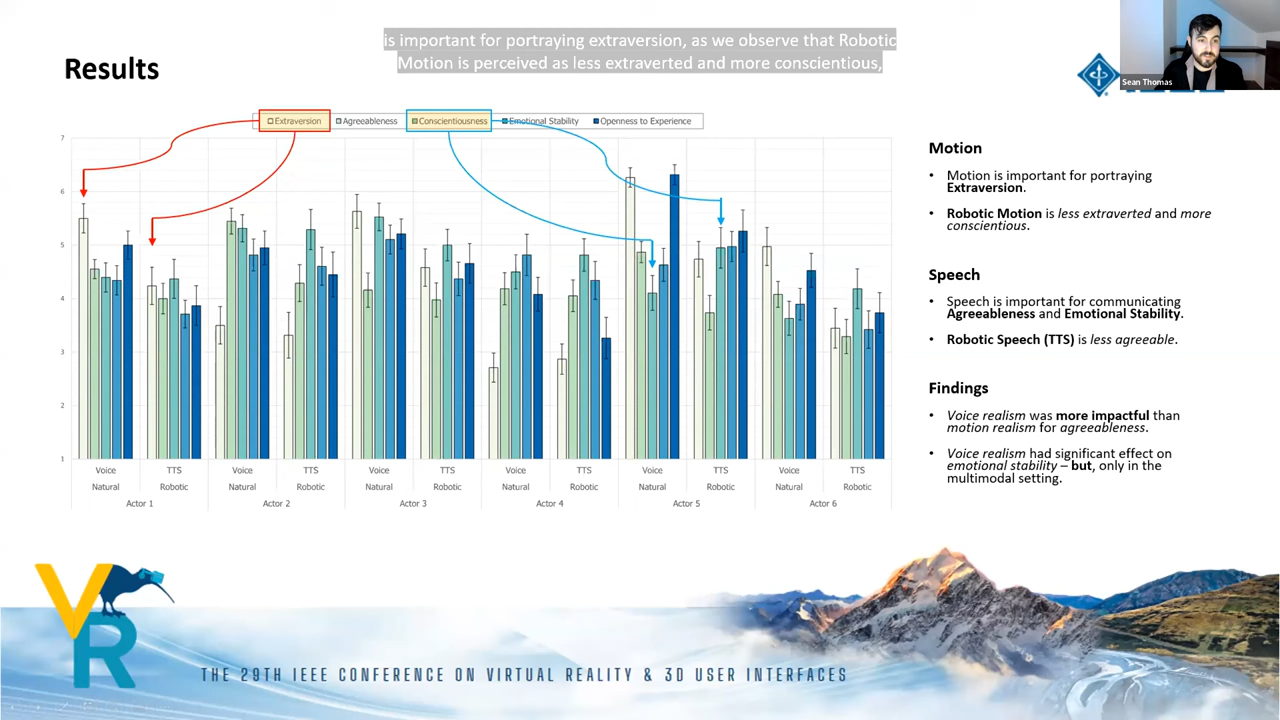 is important for portraying extraversion, as we observe that Robotic
Motion is perceived as less extraverted and more conscientious,
Results
Sean Thomas
Extraversion Agreeableness Conscientiousness Emotional Stability Openness to Experience
7
6
5
4
3
2
1
Voice TTS Voice TTS Voice TTS Voice TTS Voice TTS Voice TTS
Natural Robotic Natural Robotic Natural Robotic Natural Robotic Natural Robotic Natural Robotic
Actor 1 Actor 2 Actor 3 Actor 4 Actor 5 Actor 6
Motion
• Motion is important for portraying
Extraversion.
• Robotic Motion is less extraverted and more
conscientious.
Speech
• Speech is important for communicating
Agreeableness and Emotional Stability.
• Robotic Speech (TTS) is less agreeable.
Findings
• Voice realism was more impactful than
motion realism for agreeableness.
• Voice realism had significant effect on
emotional stability – but, only in the
multimodal setting.
VR
THE 29TH IEEE CONFERENCE ON VIRTUAL REALITY & 3D USER INTERFACES